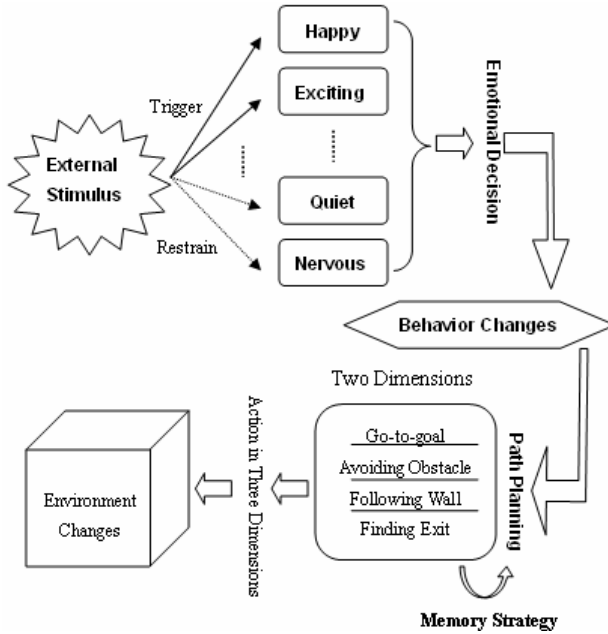 Happy
Exciting
Trigger
External
Stimulus
Quiet
Restrain
Nervous
Emotional Decision
Behavior Changes
Two Dimensions
Go-to-goal
Avoiding Obstacle
Following Wall
Finding Exit
Path Planning
Action in Three Dimensions
Environment
Changes
Memory Strategy